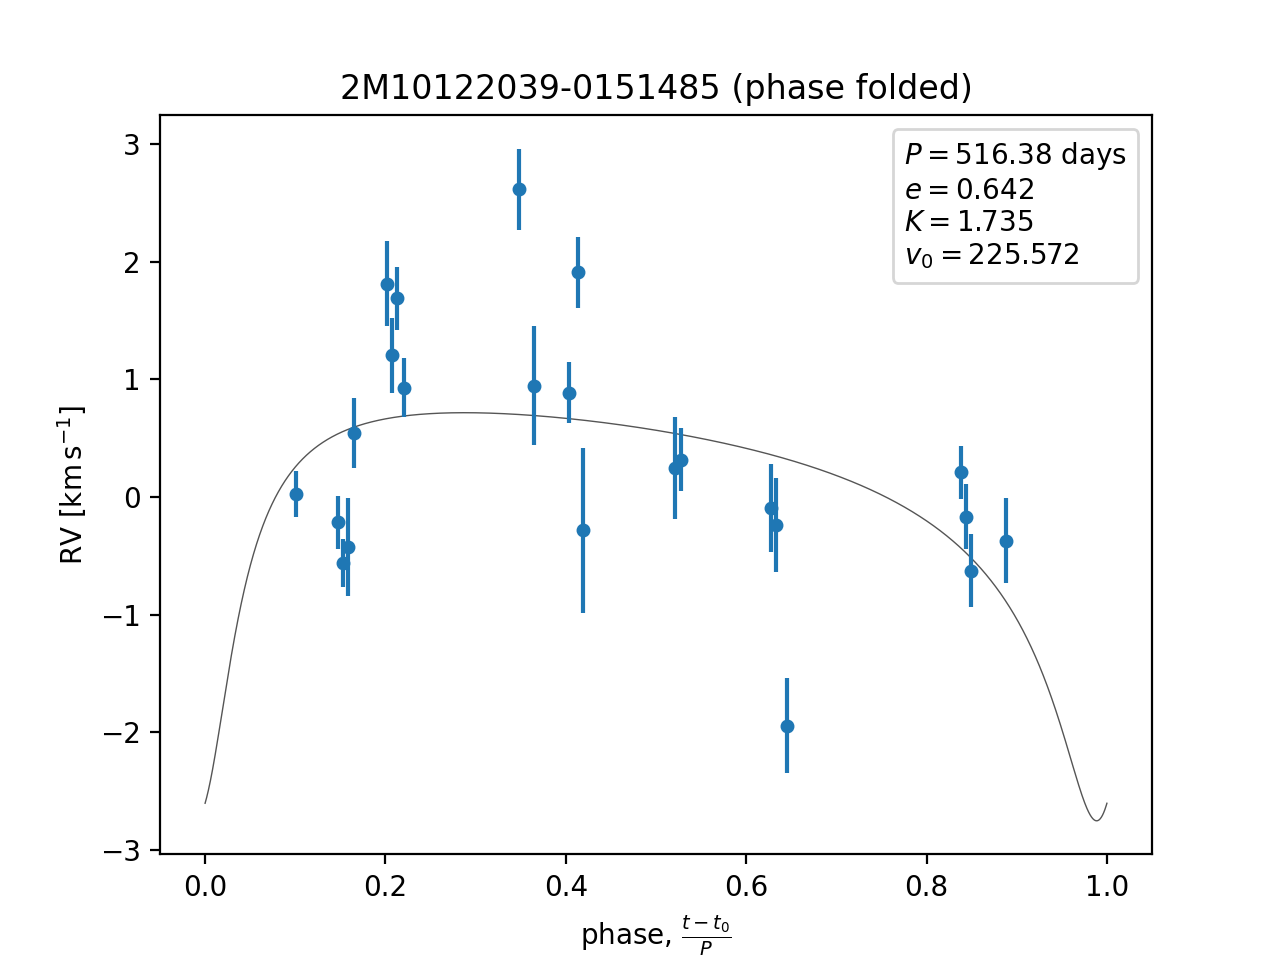 2M10122039-0151485 (phase folded)
P = 516.38 days
e = 0.642
K = 1.735
v₀ = 225.572
3
2
1
0
−1
−2
−3
RV [km s⁻¹]
0.0 0.2 0.4 0.6 0.8 1.0
phase, (t − t₀)/P